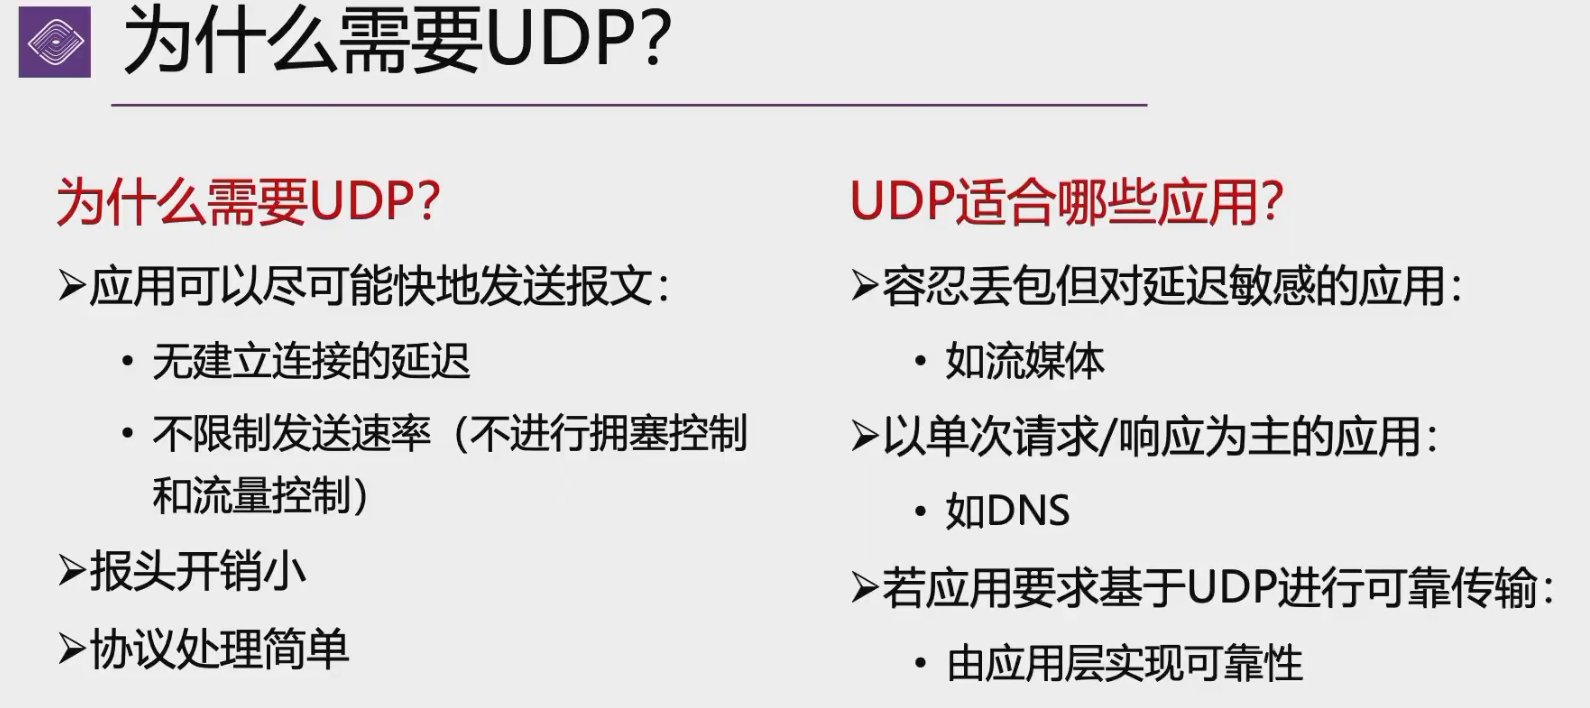 为什么需要UDP?
为什么需要UDP?
➢应用可以尽可能快地发送报文:
• 无建立连接的延迟
• 不限制发送速率（不进行拥塞控制
和流量控制）
➢报头开销小
➢协议处理简单
UDP适合哪些应用?
➢容忍丢包但对延迟敏感的应用:
• 如流媒体
➢以单次请求/响应为主的应用:
• 如DNS
➢若应用要求基于UDP进行可靠传输:
• 由应用层实现可靠性